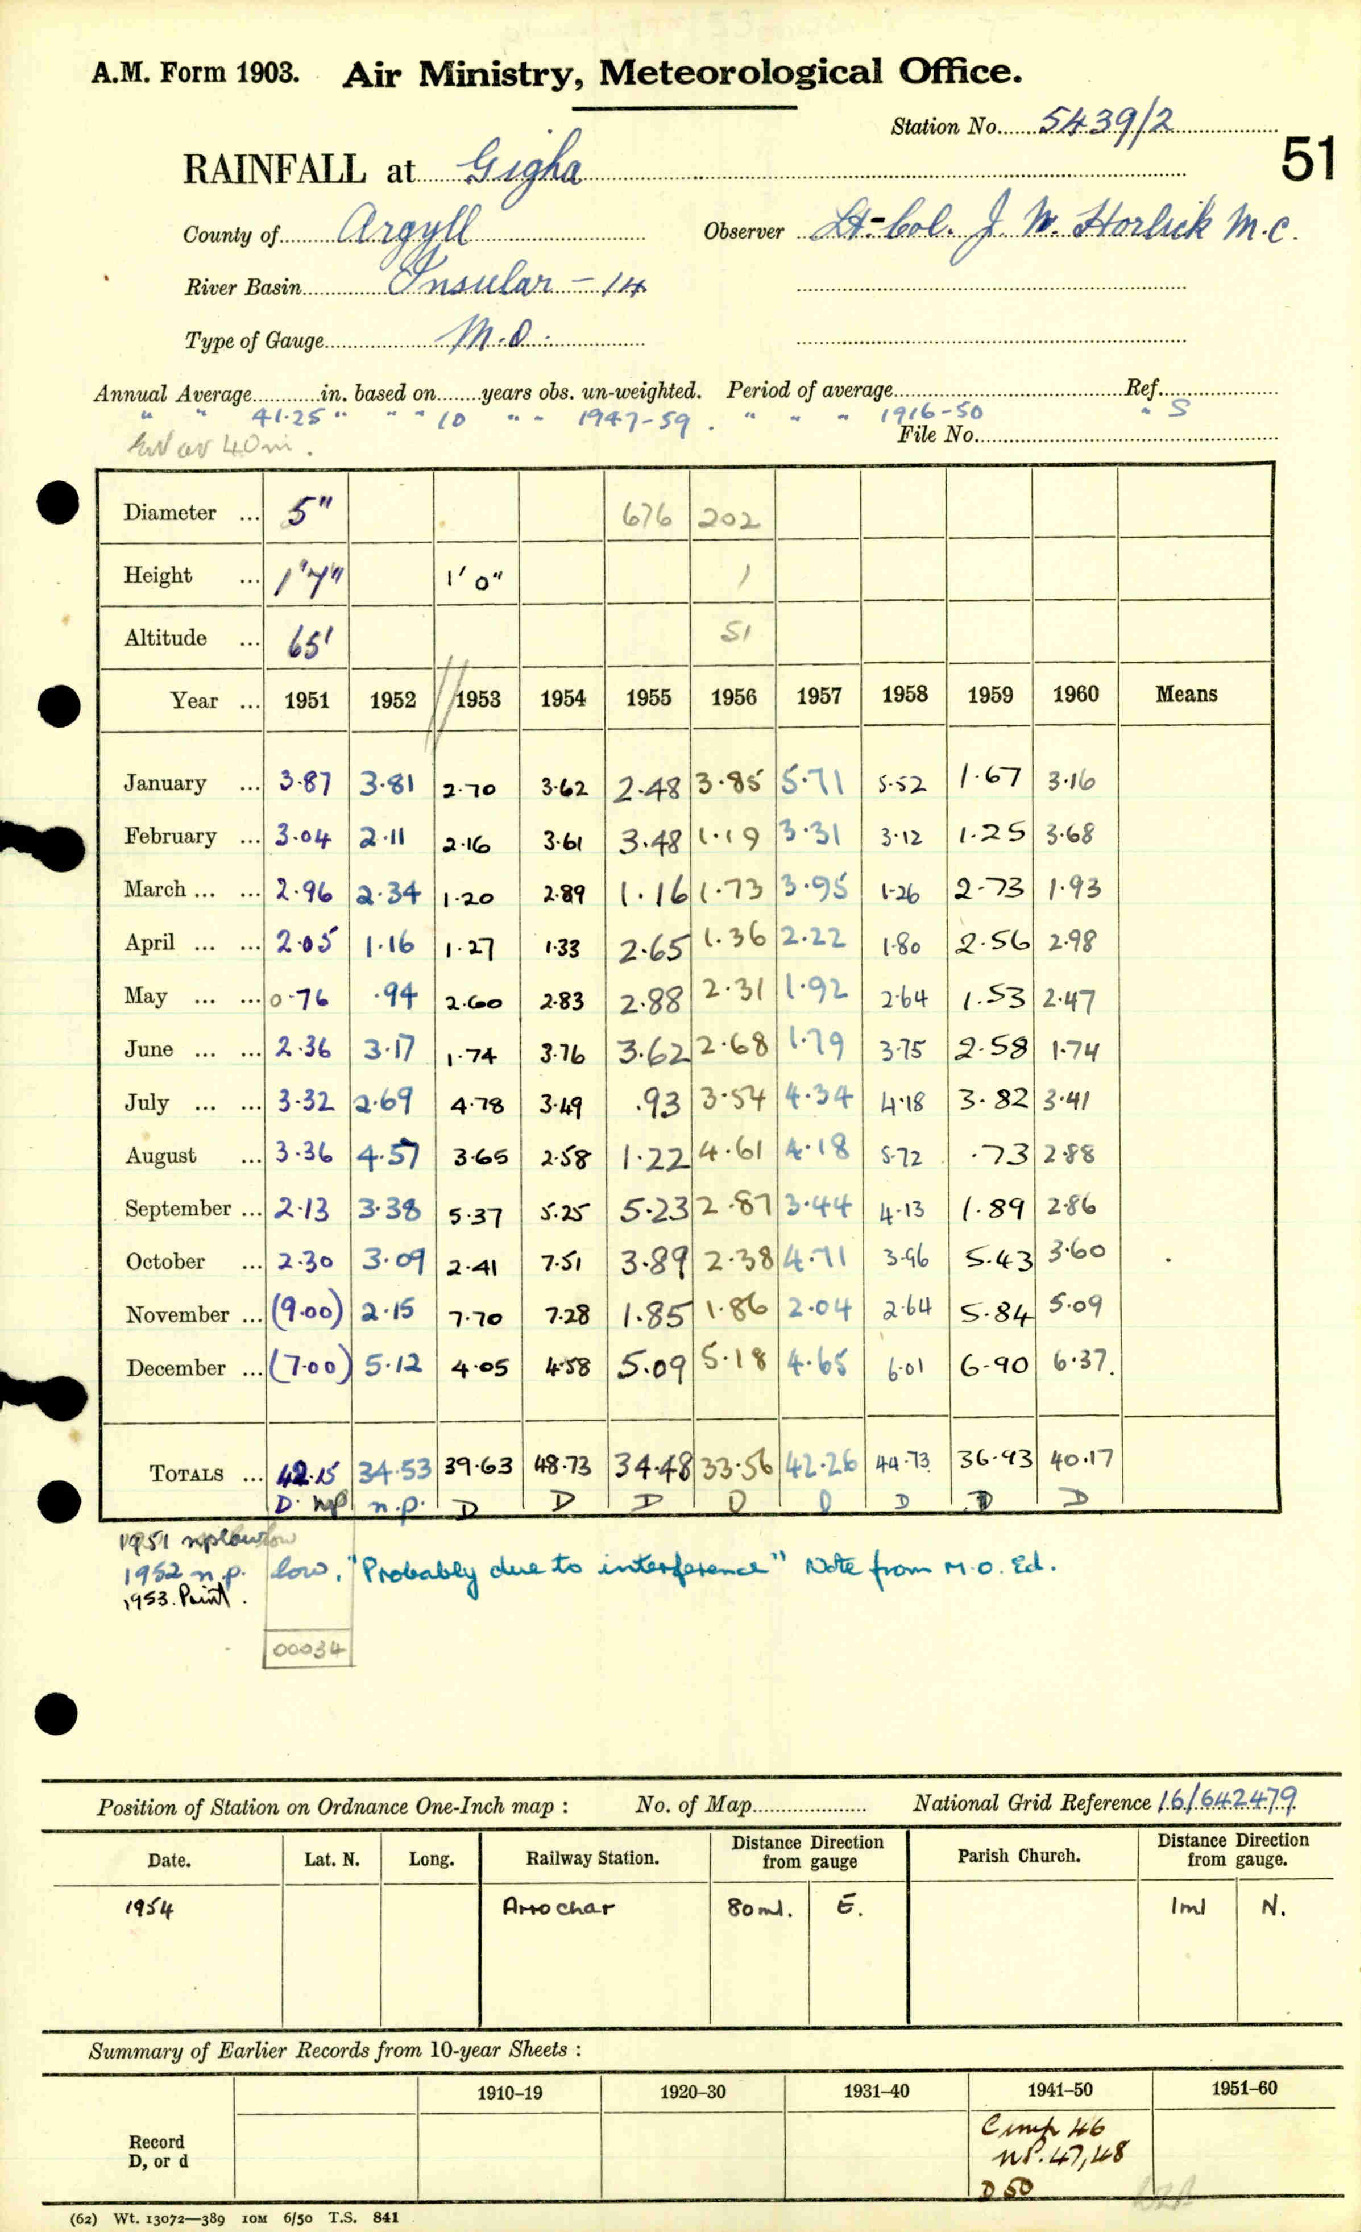 A.M. Form 1903. Air Ministry, Meteorological Office.
Station No. 5439/2
51
RAINFALL at Gigha
County of Argyll Observer Lt-Col. J. W. Horlick M.C.
River Basin Insular - 14
Type of Gauge M.O.
Annual Average in. based on years obs. un-weighted. Period of average Ref.
" " 41.25 " " " 10 " " 1947-59 . " " " 1916-50 " S
File No.
40 in.
Diameter ... 5" 676 202
Height ... 1'7" 1'0" 1
Altitude ... 65' 51
Year ... 1951 1952 1953 1954 1955 1956 1957 1958 1959 1960 Means
January ... 3.87 3.81 2.70 3.62 2.48 3.85 5.71 5.52 1.67 3.16
February ... 3.04 2.11 2.16 3.61 3.48 1.19 3.31 3.12 1.25 3.68
March ... ... 2.96 2.34 1.20 2.89 1.16 1.73 3.95 1.26 2.73 1.93
April ... ... 2.05 1.16 1.27 1.33 2.65 1.36 2.22 1.80 2.56 2.98
May ... ... 0.76 .94 2.60 2.83 2.88 2.31 1.92 2.64 1.53 2.47
June ... ... 2.36 3.17 1.74 3.76 3.62 2.68 1.79 3.75 2.58 1.74
July ... ... 3.32 2.69 4.78 3.49 .93 3.54 4.34 4.18 3.82 3.41
August ... 3.36 4.57 3.65 2.58 1.22 4.61 4.18 5.72 .73 2.88
September ... 2.13 3.38 5.37 5.25 5.23 2.87 3.44 4.13 1.89 2.86
October ... 2.30 3.09 2.41 7.51 3.89 2.38 4.71 3.96 5.43 3.60
November ... (9.00) 2.15 7.70 7.28 1.85 1.86 2.04 2.64 5.84 5.09
December ... (7.00) 5.12 4.05 4.58 5.09 5.18 4.65 6.01 6.90 6.37.
TOTALS ... 42.15 34.53 39.63 48.73 34.48 33.56 42.26 44.73 36.93 40.17
D. np n.p. D D D D D D D D
1951 np low
1952 n.p. low, "Probably due to interference" Note from M.O. Ed.
1953. Paint.
00034
Position of Station on Ordnance One-Inch map : No. of Map National Grid Reference 16/642479
Date. Lat. N. Long. Railway Station. Distance Direction from gauge Parish Church. Distance Direction from gauge.
1954 Arrochar 80ml. E. 1ml N.
Summary of Earlier Records from 10-year Sheets :
1910-19 1920-30 1931-40 1941-50 1951-60
Record D, or d Comp 46
NP. 47,48
D 50
(62) Wt. 13072—389 10M 6/50 T.S. 841